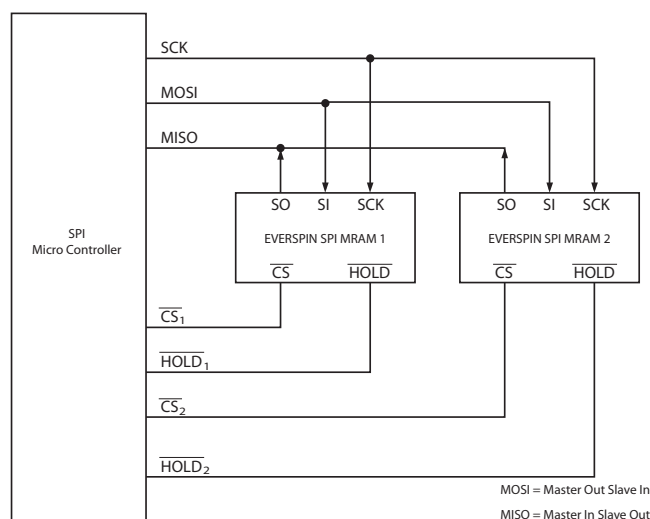 SCK
MOSI
MISO
SO SI SCK
EVERSPIN SPI MRAM 1
CS HOLD
SO SI SCK
EVERSPIN SPI MRAM 2
CS HOLD
SPI
Micro Controller
CS1
HOLD1
CS2
HOLD2
MOSI = Master Out Slave In
MISO = Master In Slave Out